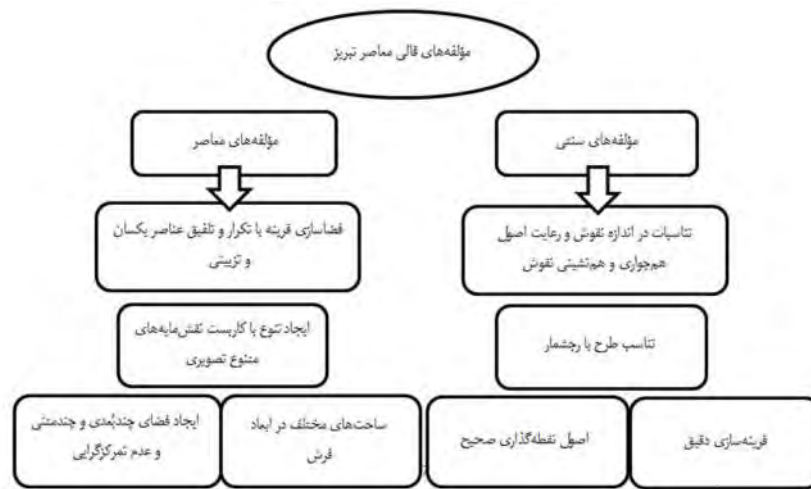 مؤلفه‌های قالی معاصر تبریز
مؤلفه‌های سنتی
مؤلفه‌های معاصر
تناسبات در اندازه نقوش و رعایت اصول
هم‌جواری و هم‌نشینی نقوش
فضاسازی قرینه با تکرار و تلفیق عناصر یکسان
و تزیینی
تناسب طرح با رجشمار
ایجاد تنوع با کاربست نقش‌مایه‌های
متنوع تصویری
قرینه‌سازی دقیق
اصول نقطه‌گذاری صحیح
ساحت‌های مختلف در ابعاد
فرش
ایجاد فضای چندبُعدی و چندمتنی
و عدم تمرکزگرایی